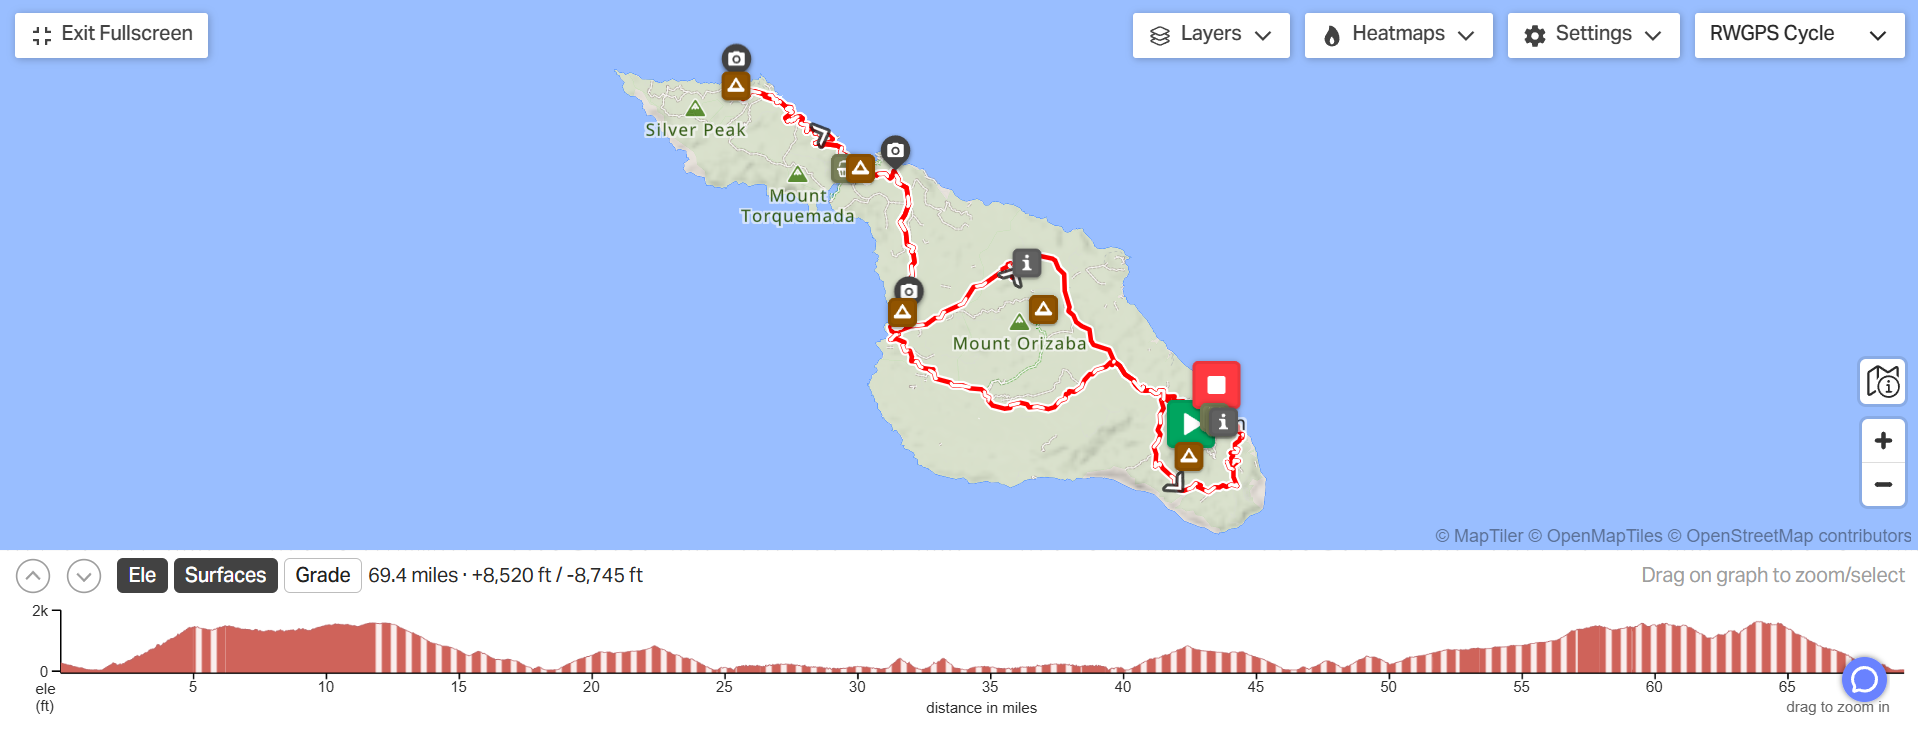 Exit Fullscreen
Layers
Heatmaps
Settings
RWGPS Cycle
Silver Peak
Mount
Torquemada
Mount Orizaba
© MapTiler © OpenMapTiles © OpenStreetMap contributors
Ele
Surfaces
Grade
69.4 miles · +8,520 ft / -8,745 ft
Drag on graph to zoom/select
2k
0
ele
(ft)
5 10 15 20 25 30 35 40 45 50 55 60 65
distance in miles
drag to zoom in